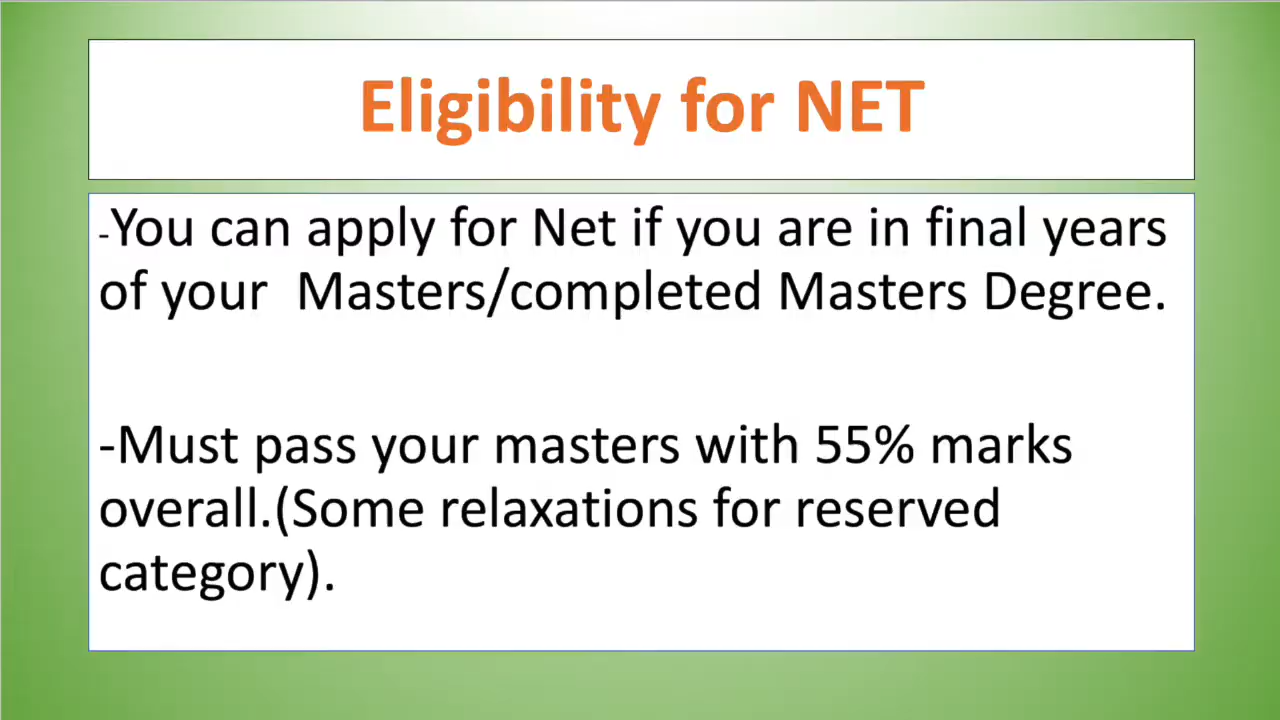 Eligibility for NET
-You can apply for Net if you are in final years
of your  Masters/completed Masters Degree.
-Must pass your masters with 55% marks
overall.(Some relaxations for reserved
category).